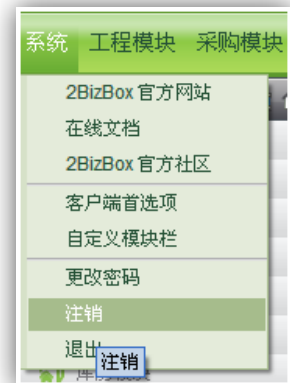 系统 工程模块 采购模块
2BizBox 官方网站
在线文档
2BizBox 官方社区
客户端首选项
自定义模块栏
更改密码
注销
退出
注销